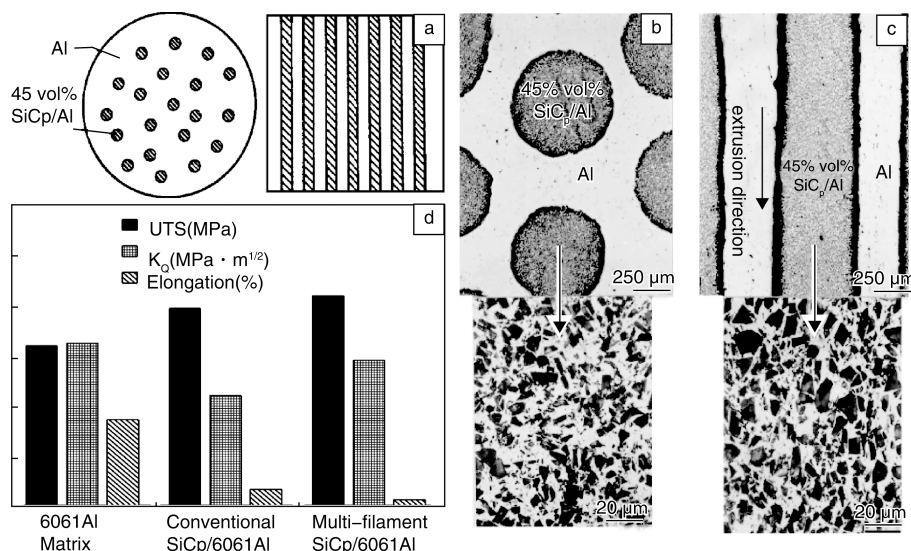 a
Al
45 vol%
SiCp/Al
b
45% vol%
SiCp/Al
Al
250 µm
20 µm
c
extrusion direction
45% vol%
SiCp/Al
Al
250 µm
20 µm
d
UTS(MPa)
KQ(MPa · m1/2)
Elongation(%)
6061Al
Matrix
Conventional
SiCp/6061Al
Multi-filament
SiCp/6061Al